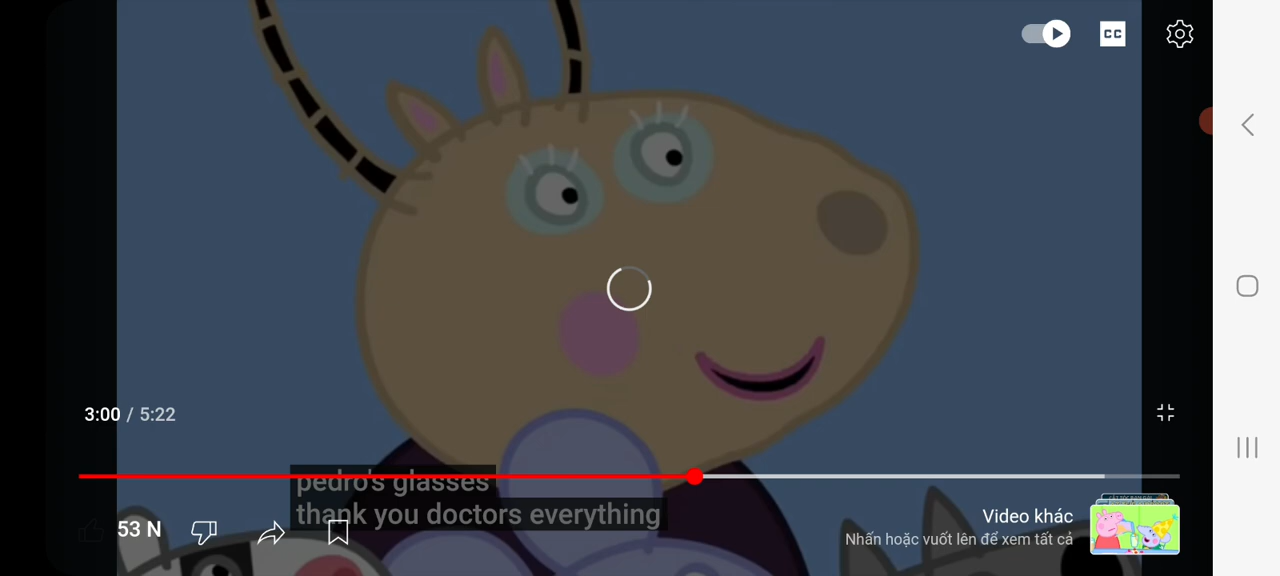 CC
3:00 / 5:22
pedro's glasses
thank you doctors everything
53 N
Video khác
Nhấn hoặc vuốt lên để xem tất cả